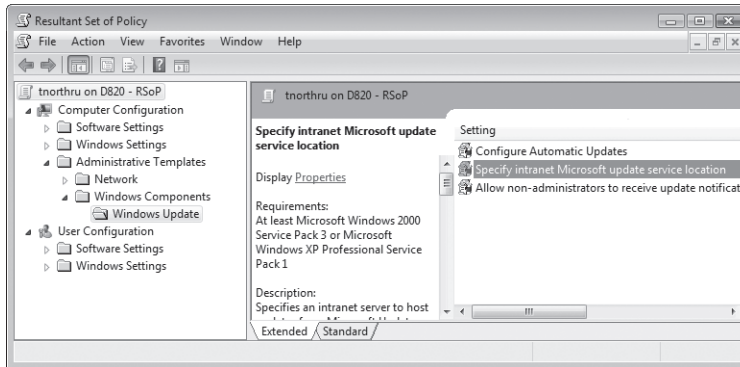 Resultant Set of Policy
File Action View Favorites Window Help
tnorthru on D820 - RSoP
Computer Configuration
Software Settings
Windows Settings
Administrative Templates
Network
Windows Components
Windows Update
User Configuration
Software Settings
Windows Settings
tnorthru on D820 - RSoP
Specify intranet Microsoft update
service location
Display Properties
Requirements:
At least Microsoft Windows 2000
Service Pack 3 or Microsoft
Windows XP Professional Service
Pack 1
Description:
Specifies an intranet server to host
Setting
Configure Automatic Updates
Specify intranet Microsoft update service location
Allow non-administrators to receive update notificat
Extended Standard